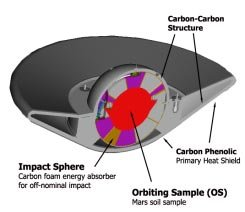 Carbon-Carbon
Structure
Carbon Phenolic
Primary Heat Shield
Impact Sphere
Carbon foam energy absorber
for off-nominal impact
Orbiting Sample (OS)
Mars soil sample